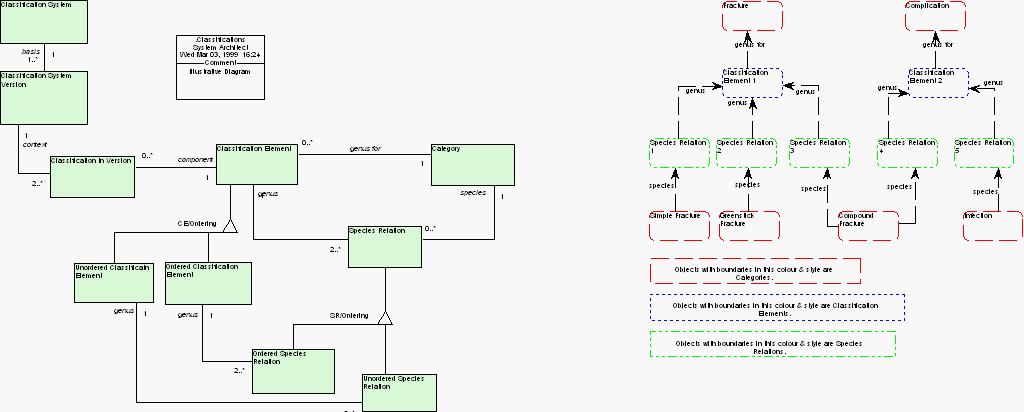 Classification System
basis
1
1..*
Classification System
Version
1
context
2..*
Classification in Version
0..*
component
1
.Classifications
System Architect
Wed Mar 03, 1999 16:24
Comment
Illustrative Diagram
Classification Element
0..*
genus for
1
Category
genus
species
1
CE/Ordering
Species Relation
0..*
2..*
Unordered Classificatn
Element
Ordered Classification
Element
genus
1
genus
1
SR/Ordering
Ordered Species
Relation
2..*
Unordered Species
Relation
Fracture
Complication
genus for
genus for
Classification
Element 1
Classification
Element 2
genus
genus
genus
genus
genus
Species Relation
1
Species Relation
2
Species Relation
3
Species Relation
4
Species Relation
5
species
species
species
species
species
Simple Fracture
Greenstick
Fracture
Compound
Fracture
Infection
Objects with boundaries in this colour & style are
Categories.
Objects with boundaries in this colour & style are Classification
Elements.
Objects with boundaries in this colour & style are Species
Relations.